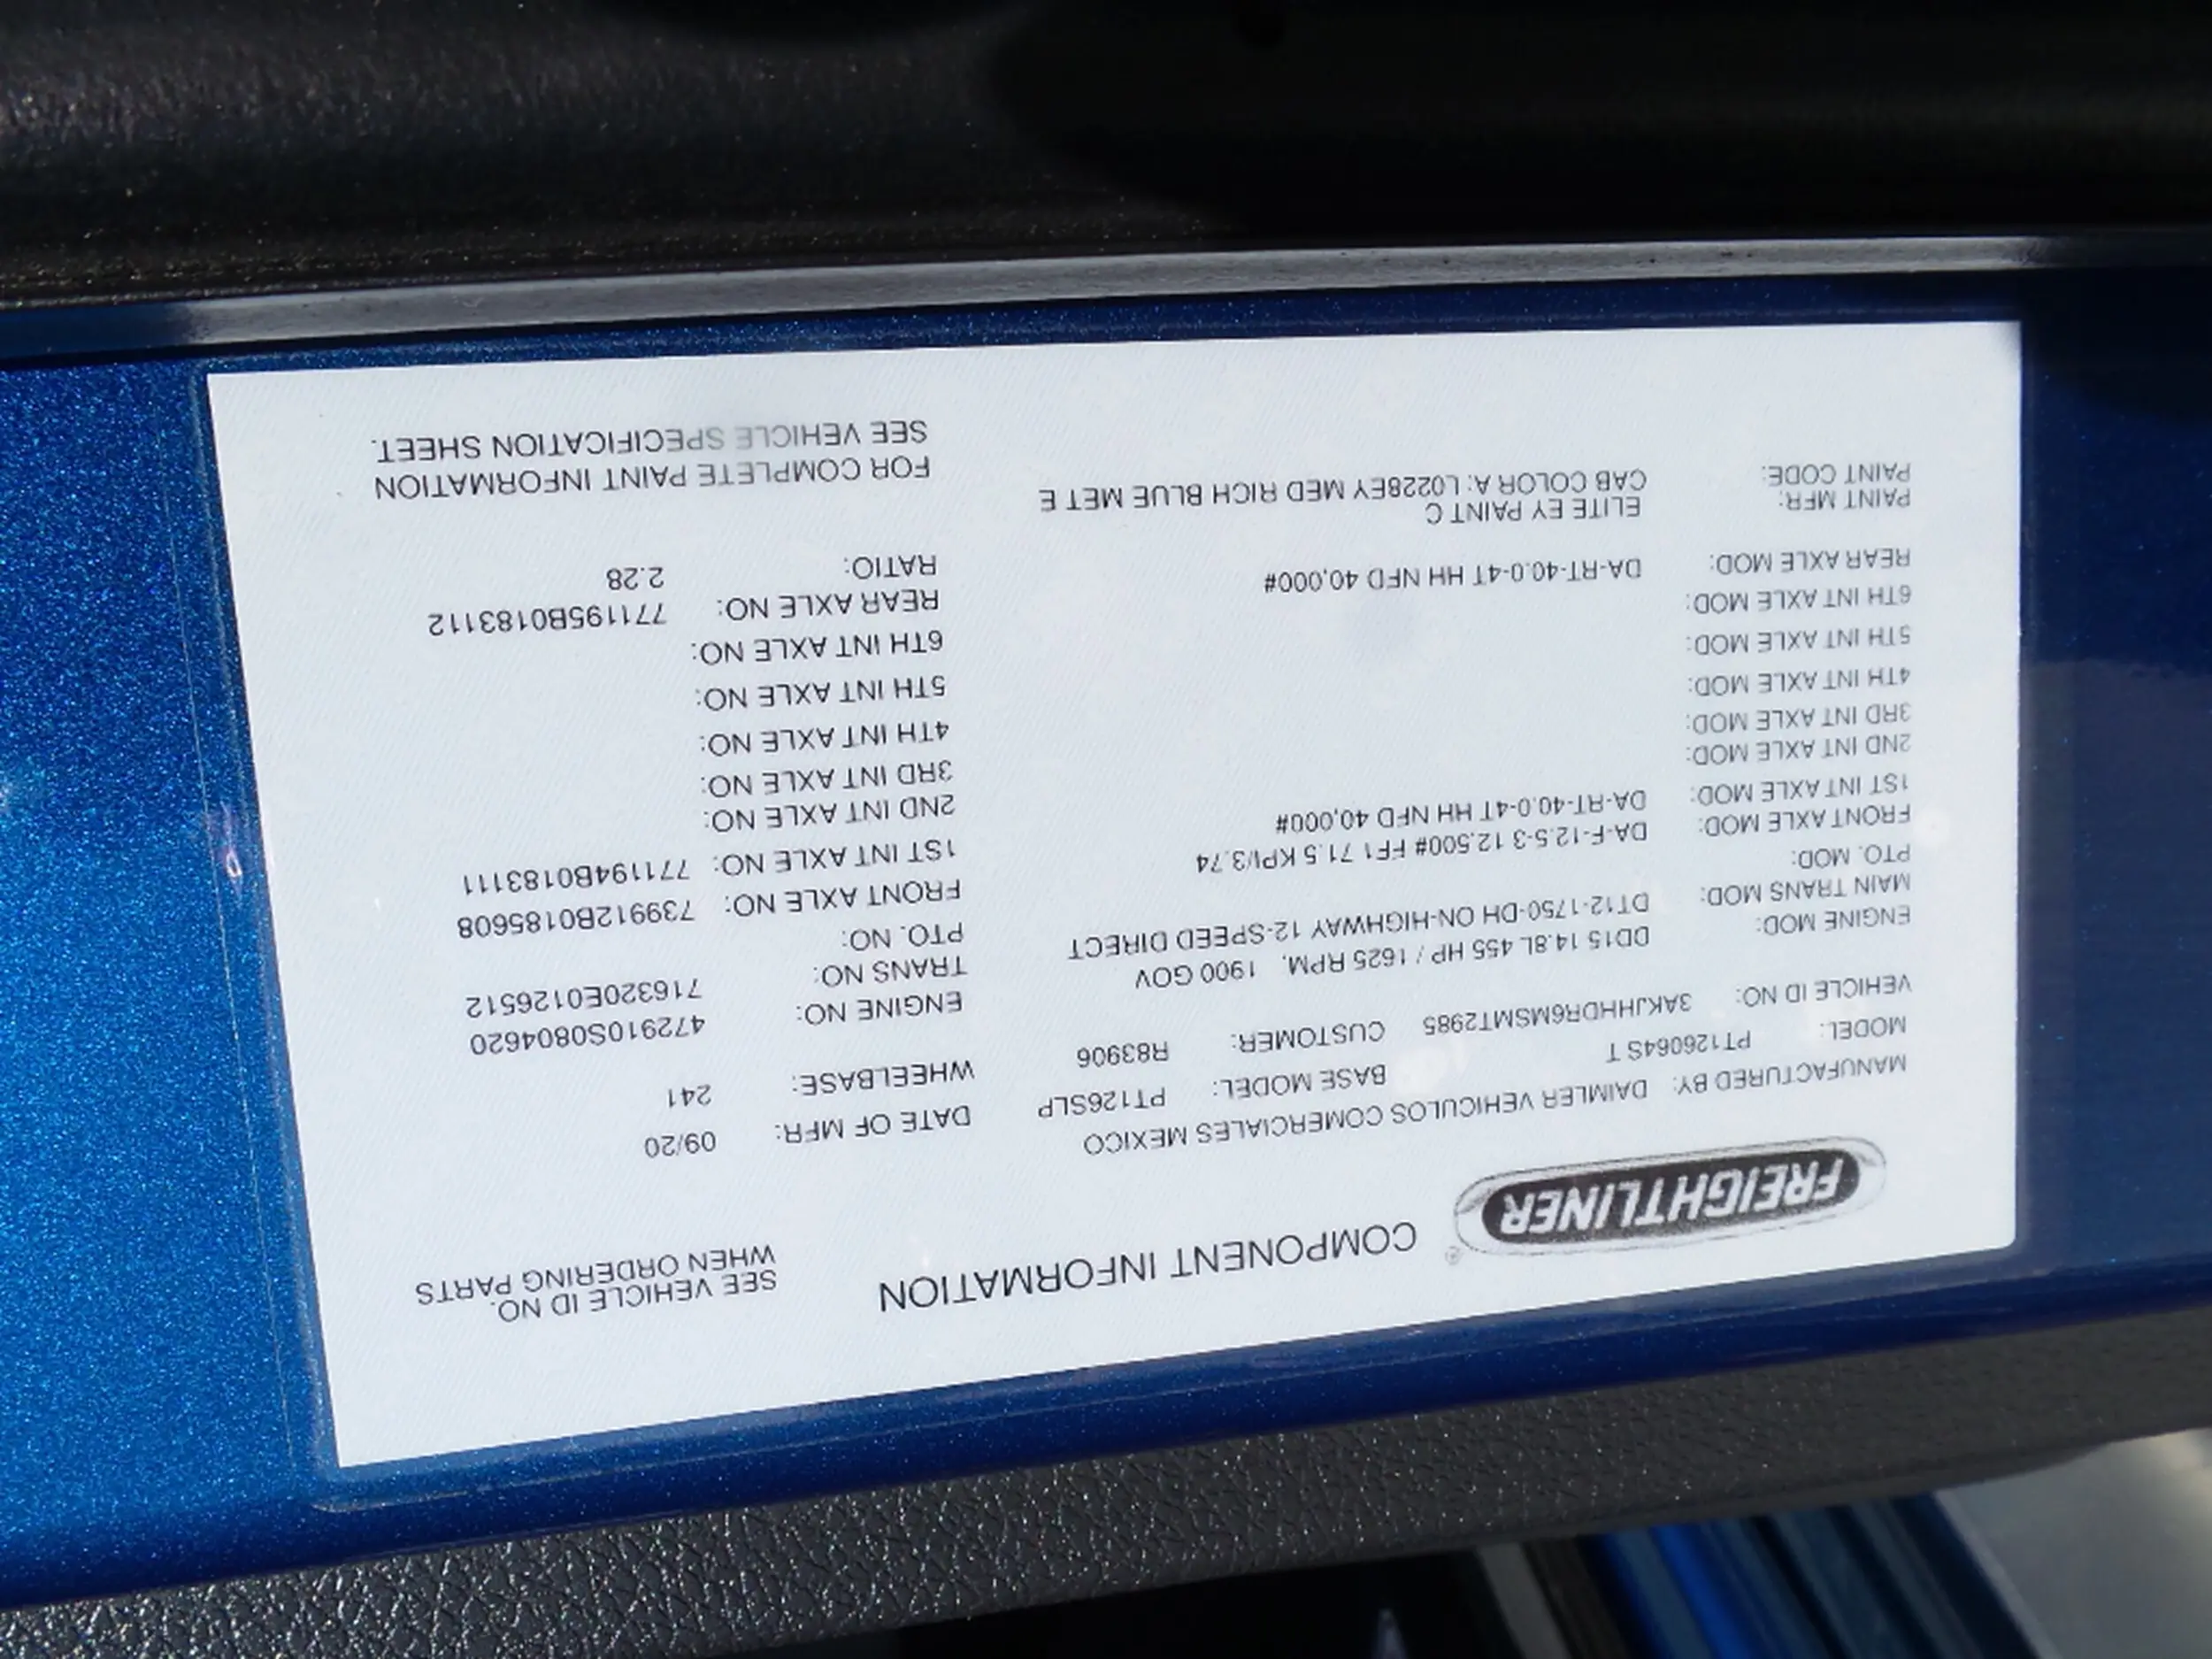 FREIGHTLINER ®
COMPONENT INFORMATION
SEE VEHICLE ID NO.
WHEN ORDERING PARTS
MANUFACTURED BY: DAIMLER VEHICULOS COMERCIALES MEXICO
DATE OF MFR: 09/20
MODEL: PT126064S T BASE MODEL: PT126SLP
WHEELBASE: 241
VEHICLE ID NO: 3AKJHHDR6MSMT2985 CUSTOMER: R83906
ENGINE MOD: DD15 14.8L 455 HP / 1625 RPM, 1900 GOV
ENGINE NO: 472910S0804620
MAIN TRANS MOD: DT12-1750-DH ON-HIGHWAY 12-SPEED DIRECT
TRANS NO: 716320E0126512
PTO. MOD:
PTO. NO:
FRONT AXLE MOD: DA-F-12.5-3 12,500# FF1 71.5 KPI/3.74
FRONT AXLE NO: 739912B0185608
1ST INT AXLE MOD: DA-RT-40.0-4T HH NFD 40,000#
1ST INT AXLE NO: 771194B0183111
2ND INT AXLE MOD:
2ND INT AXLE NO:
3RD INT AXLE MOD:
3RD INT AXLE NO:
4TH INT AXLE MOD:
4TH INT AXLE NO:
5TH INT AXLE MOD:
5TH INT AXLE NO:
6TH INT AXLE MOD:
6TH INT AXLE NO:
REAR AXLE MOD: DA-RT-40.0-4T HH NFD 40,000#
REAR AXLE NO: 771195B0183112
RATIO: 2.28
PAINT MFR: ELITE EY PAINT C
PAINT CODE: CAB COLOR A: L0228EY MED RICH BLUE MET E
FOR COMPLETE PAINT INFORMATION
SEE VEHICLE SPECIFICATION SHEET.